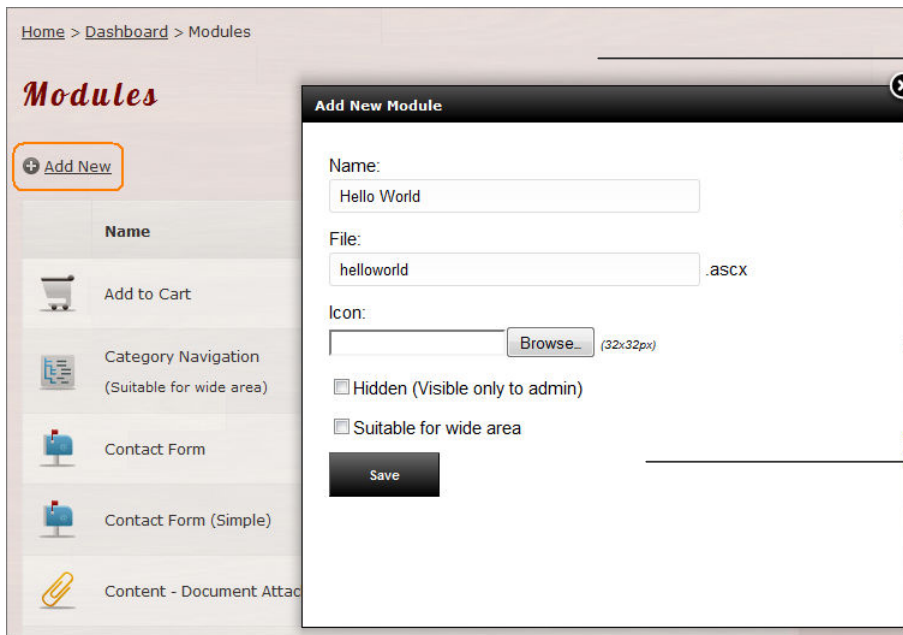 Home > Dashboard > Modules
Modules
Add New
Name
Add to Cart
Category Navigation
(Suitable for wide area)
Contact Form
Contact Form (Simple)
Content - Document Attac
Add New Module
Name:
Hello World
File:
helloworld .ascx
Icon:
Browse... (32x32px)
Hidden (Visible only to admin)
Suitable for wide area
Save